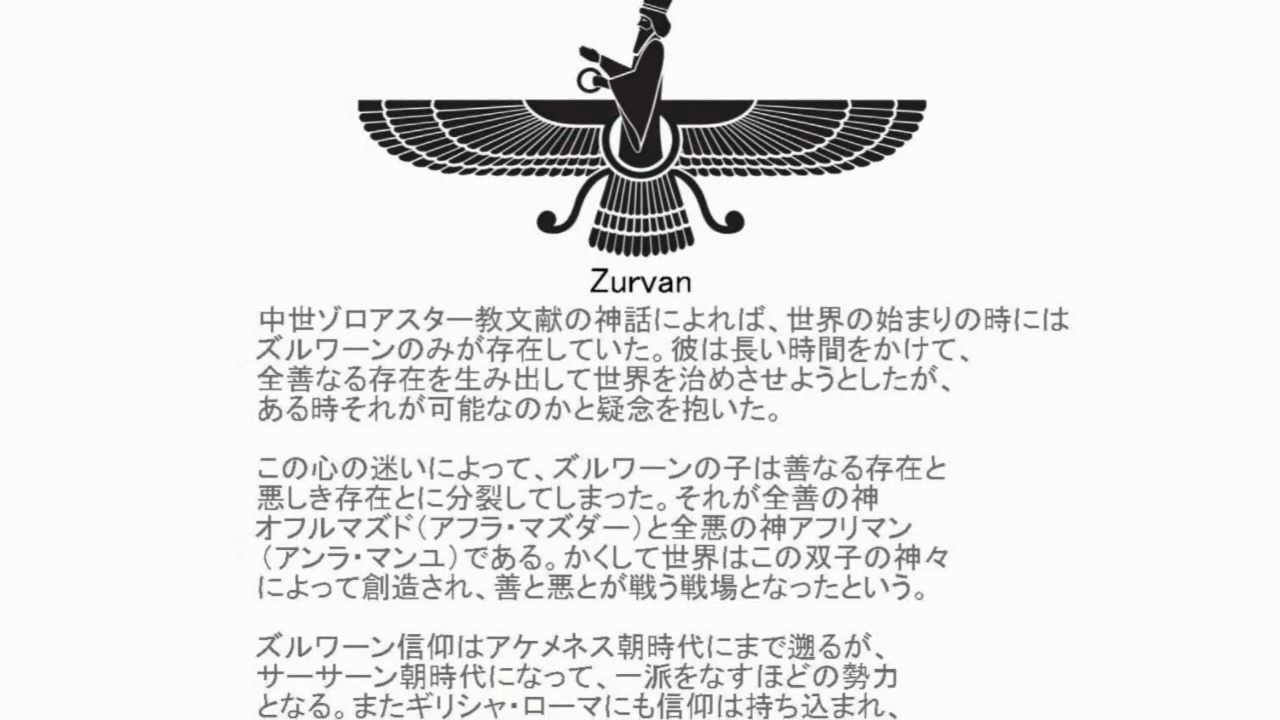 Zurvan
中世ゾロアスター教文献の神話によれば、世界の始まりの時には
ズルワーンのみが存在していた。彼は長い時間をかけて、
全善なる存在を生み出して世界を治めさせようとしたが、
ある時それが可能なのかと疑念を抱いた。
この心の迷いによって、ズルワーンの子は善なる存在と
悪しき存在とに分裂してしまった。それが全善の神
オフルマズド（アフラ・マズダー）と全悪の神アフリマン
（アンラ・マンユ）である。かくして世界はこの双子の神々
によって創造され、善と悪とが戦う戦場となったという。
ズルワーン信仰はアケメネス朝時代にまで遡るが、
サーサーン朝時代になって、一派をなすほどの勢力
となる。またギリシャ・ローマにも信仰は持ち込まれ、